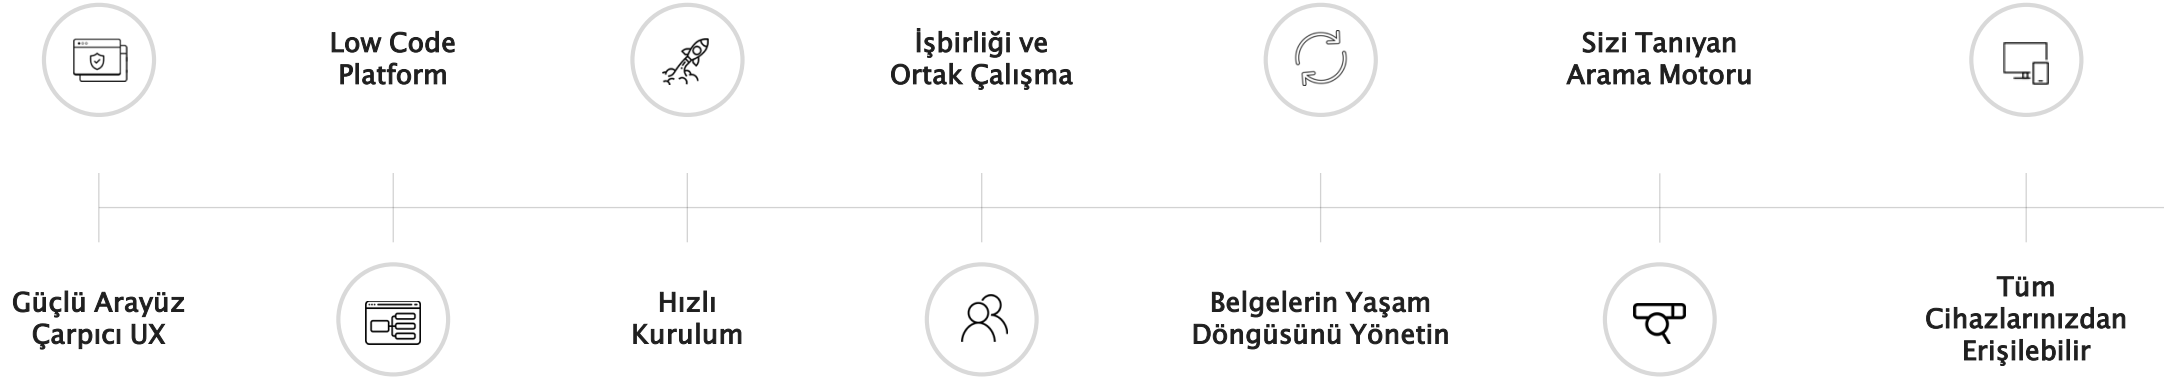 Low Code
Platform
İşbirliği ve
Ortak Çalışma
Sizi Tanıyan
Arama Motoru
Güçlü Arayüz
Çarpıcı UX
Hızlı
Kurulum
Belgelerin Yaşam
Döngüsünü Yönetin
Tüm
Cihazlarınızdan
Erişilebilir